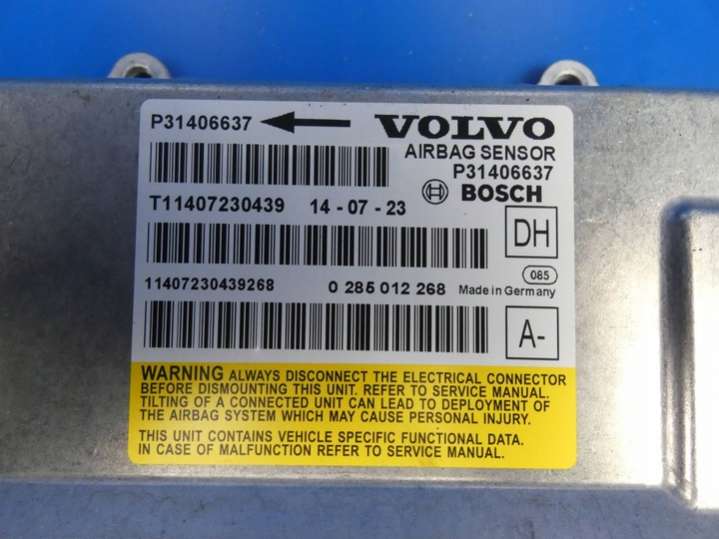 P31406637 VOLVO
AIRBAG SENSOR
P31406637
BOSCH
T11407230439 14-07-23
DH
085
11407230439268 0 285 012 268 Made in Germany
A-
WARNING ALWAYS DISCONNECT THE ELECTRICAL CONNECTOR
BEFORE DISMOUNTING THIS UNIT. REFER TO SERVICE MANUAL.
TILTING OF A CONNECTED UNIT CAN LEAD TO DEPLOYMENT OF
THE AIRBAG SYSTEM WHICH MAY CAUSE PERSONAL INJURY.
THIS UNIT CONTAINS VEHICLE SPECIFIC FUNCTIONAL DATA.
IN CASE OF MALFUNCTION REFER TO SERVICE MANUAL.